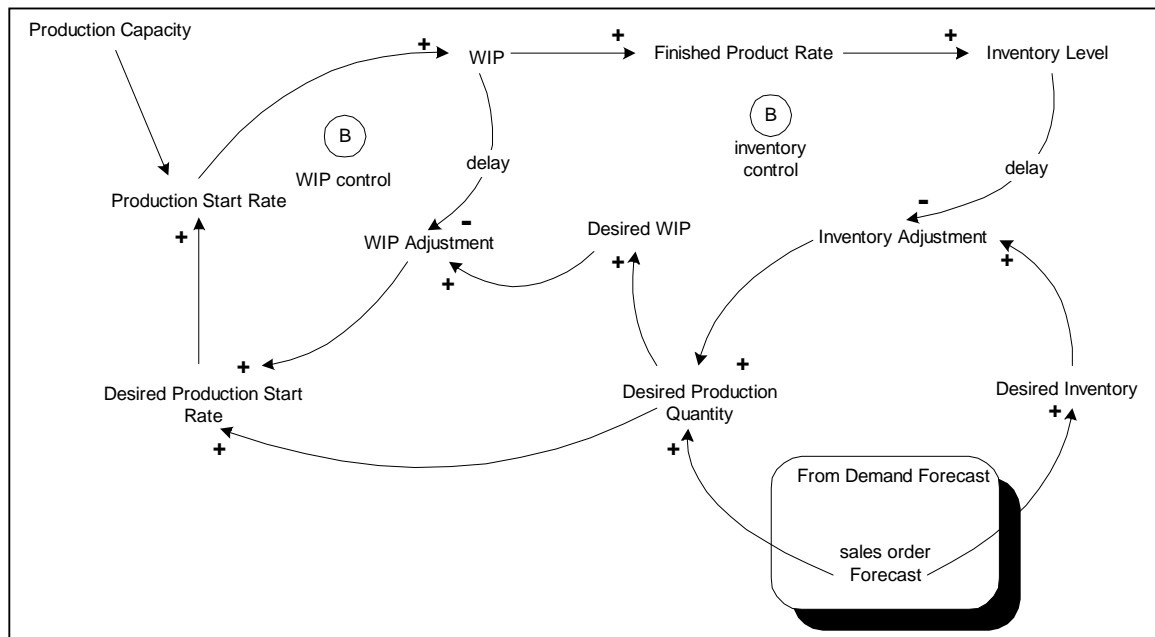 Production Capacity
+
WIP
+
Finished Product Rate
+
Inventory Level
B
WIP control
delay
B
inventory
control
delay
Production Start Rate
+
WIP Adjustment
-
+
Desired WIP
+
Inventory Adjustment
-
+
Desired Production Start
Rate
+
+
Desired Production
Quantity
+
+
Desired Inventory
+
From Demand Forecast
sales order
Forecast